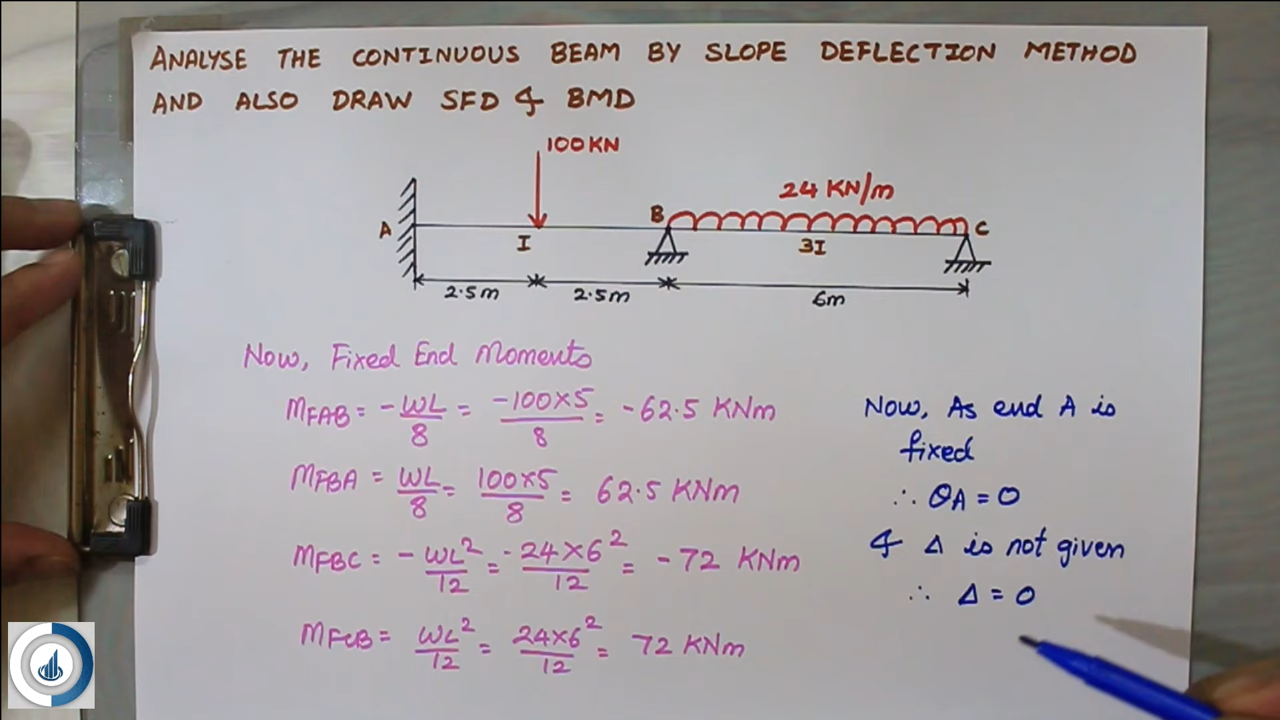 ANALYSE THE CONTINUOUS BEAM BY SLOPE DEFLECTION METHOD
AND ALSO DRAW SFD & BMD
100 KN
24 KN/m
A
B
C
I
3I
2.5m
2.5m
6m
Now, Fixed End Moments
MFAB = -WL/8 = -100×5/8 = -62.5 KNm
MFBA = WL/8 = 100×5/8 = 62.5 KNm
MFBC = -WL²/12 = -24×6²/12 = -72 KNm
MFCB = WL²/12 = 24×6²/12 = 72 KNm
Now, As end A is
fixed
∴ θA = 0
& Δ is not given
∴ Δ = 0